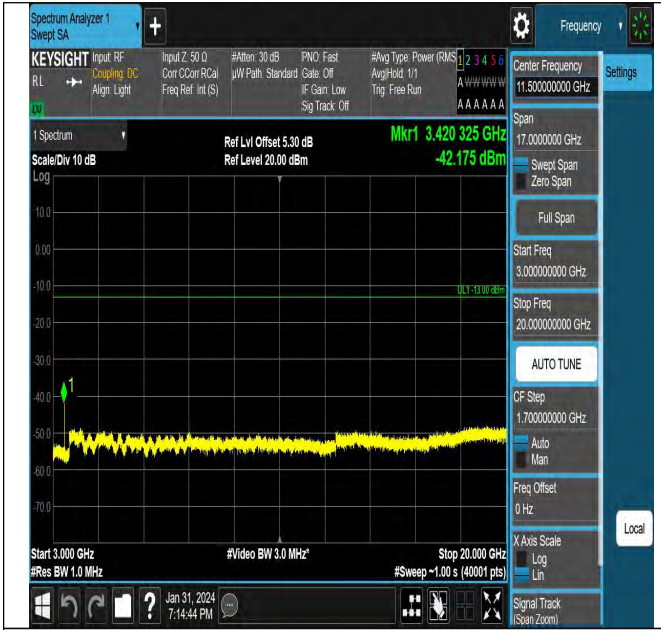 Spectrum Analyzer 1
Swept SA
+
Frequency
KEYSIGHT
RL
Input: RF
Coupling: DC
Align: Light
Input Z: 50 Ω
Corr CCorr RCal
Freq Ref: Int (S)
#Atten: 30 dB
µW Path: Standard
PNO: Fast
Gate: Off
IF Gain: Low
Sig Track: Off
#Avg Type: Power (RMS
Avg|Hold: 1/1
Trig: Free Run
1 2 3 4 5 6
A W W W W W
A A A A A A
Settings
1 Spectrum
Scale/Div 10 dB
Log
Ref Lvl Offset 5.30 dB
Ref Level 20.00 dBm
Mkr1 3.420 325 GHz
-42.175 dBm
10.0
0.00
-10.0
-20.0
-30.0
-40.0
-50.0
-60.0
-70.0
DL1 -13.00 dBm
1
Start 3.000 GHz
#Res BW 1.0 MHz
#Video BW 3.0 MHz*
Stop 20.000 GHz
#Sweep ~1.00 s (40001 pts)
Center Frequency
11.500000000 GHz
Span
17.0000000 GHz
Swept Span
Zero Span
Full Span
Start Freq
3.000000000 GHz
Stop Freq
20.000000000 GHz
AUTO TUNE
CF Step
1.700000000 GHz
Auto
Man
Freq Offset
0 Hz
X Axis Scale
Log
Lin
Signal Track
(Span Zoom)
Local
?
Jan 31, 2024
7:14:44 PM